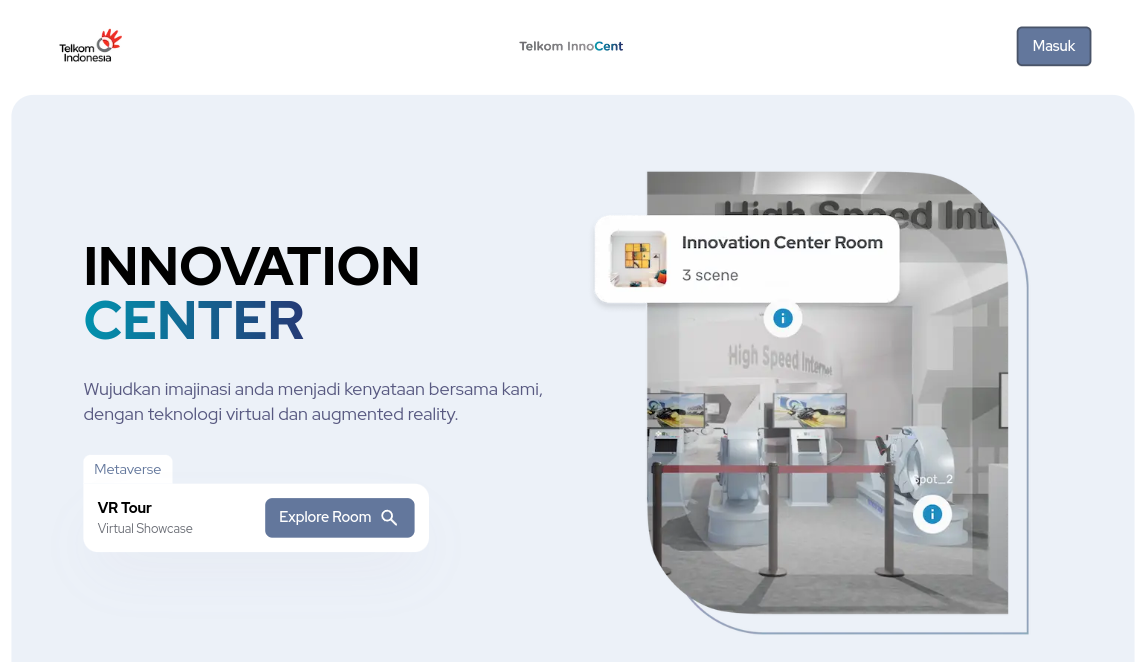 Telkom
Indonesia
Telkom InnoCent
Masuk
High Speed Int
Innovation Center Room
3 scene
INNOVATION
CENTER
High Speed Internet
Wujudkan imajinasi anda menjadi kenyataan bersama kami,
dengan teknologi virtual dan augmented reality.
Metaverse
VR Tour
Virtual Showcase
Explore Room
Spot_2